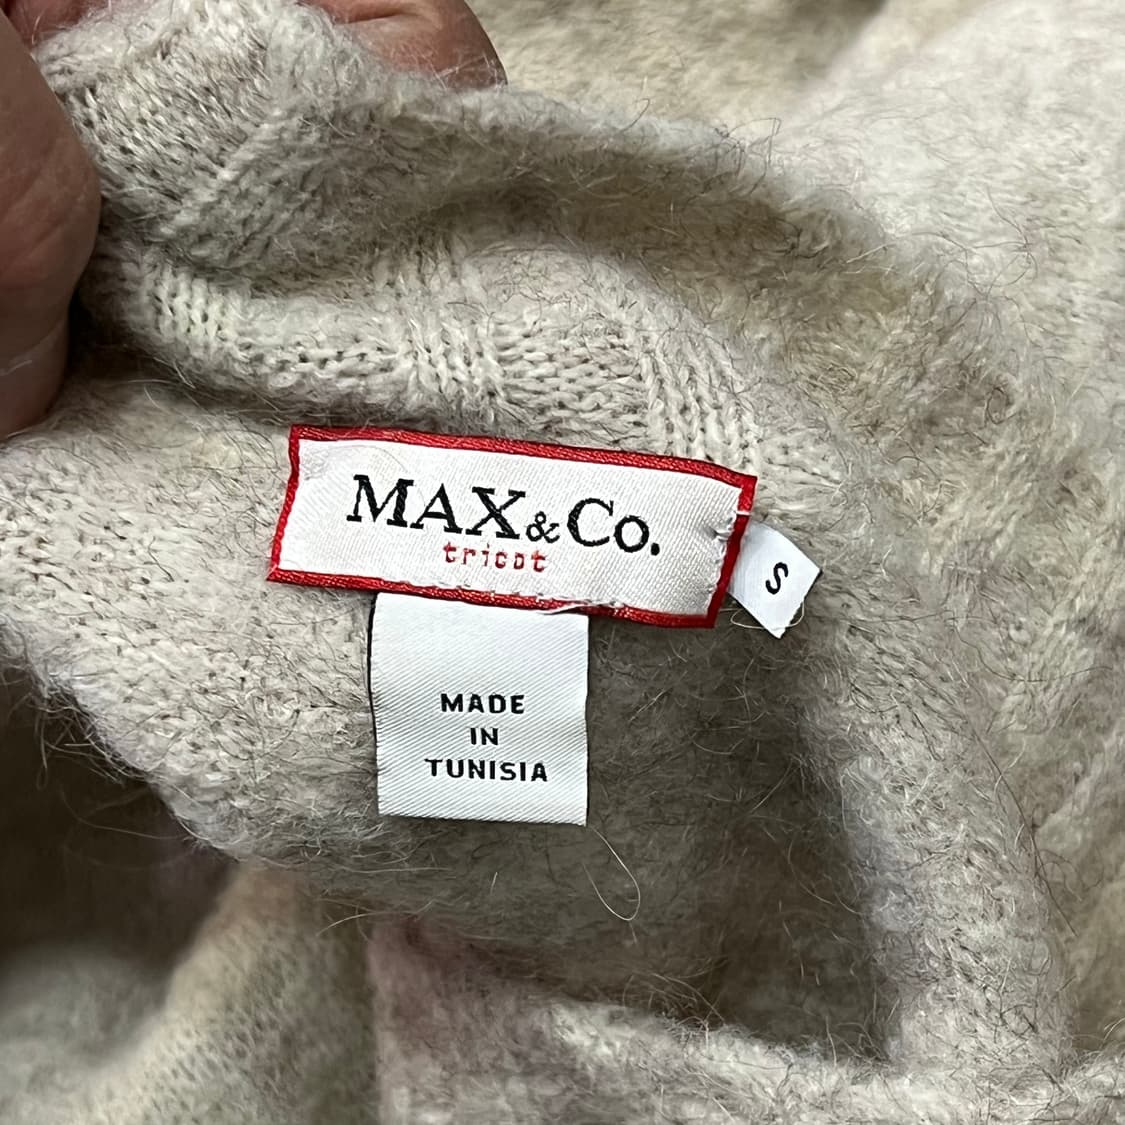 MAX&Co.
tricot
S
MADE
IN
TUNISIA